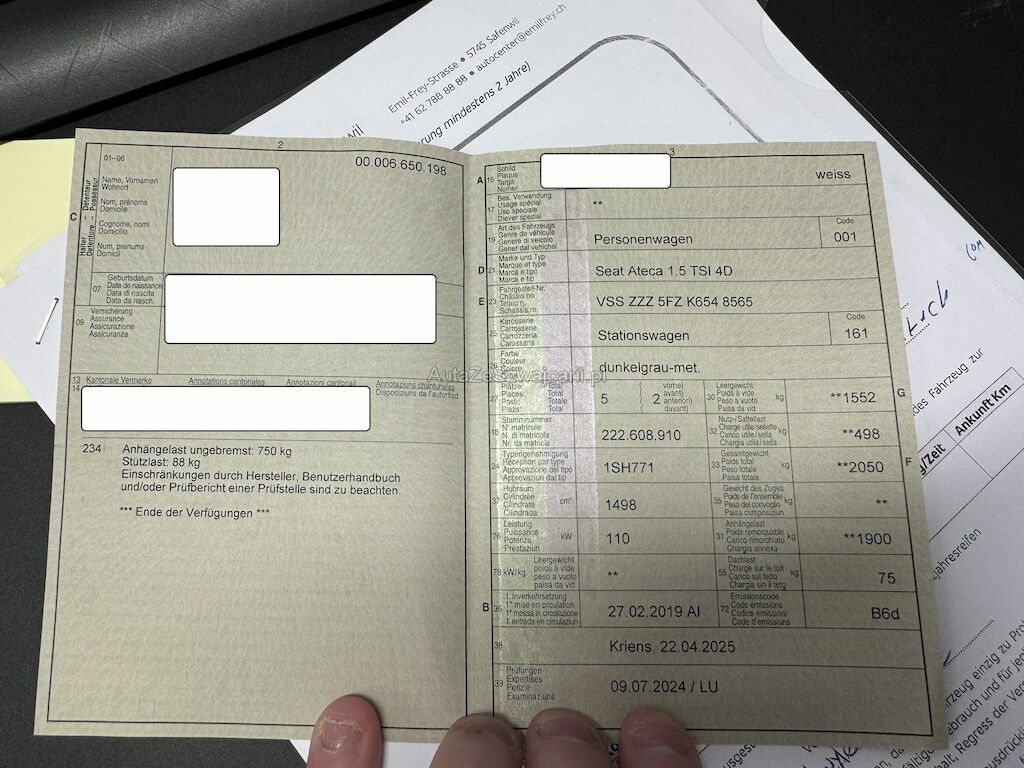 Emil-Frey-Strasse • 5745 Safenwil
+41 62 788 88 88 • autocenter@emilfrey.ch
mindestens 2 Jahre)
2
00 006.650.198
01-06
Name, Vornamen
Wohnort
Nom, prénoms
Domicile
Cognome, nomi
Domicilio
Num, prenums
Domicil
C
Halter
Détenteur
Detentore
Possessur
07
Geburtsdatum
Date de naissance
Data di nascita
Data da nasch.
09
Versicherung
Assurance
Assicurazione
Assicuranza
13
14
Kantonale Vermerke
Annotations cantonales
Annotazioni cantonali
Annotaziuns chantunalas
Disposiziuns da l'autoritad
234
Anhängelast ungebremst: 750 kg
Stützlast: 88 kg
Einschränkungen durch Hersteller, Benutzerhandbuch
und/oder Prüfbericht einer Prüfstelle sind zu beachten.
*** Ende der Verfügungen ***
3
A 15
Schild
Plaque
Targa
Numer
weiss
17
Bes. Verwendung
Usage spécial
Uso speciale
Diever spezial
**
19
Art des Fahrzeugs
Genre de véhicule
Genere di veicolo
Gener dal vehichel
Personenwagen
Code
001
D 21
Marke und Typ
Marque et type
Marca e tipo
Marca e tip
Seat Ateca 1.5 TSI 4D
E 23
Fahrgestell-Nr.
Châssis no
Telaio n.
Schassis nr.
VSS ZZZ 5FZ K654 8565
25
Karosserie
Carrosserie
Carrozzeria
Carossaria
Stationswagen
Code
161
26
Farbe
Couleur
Colore
dunkelgrau-met.
AutaZeSzwajcarii.pl
27
Plätze:
Places:
Posti:
Plazs:
Total
Total
Totale
Total
5
vorne)
avant)
anteriori)
davant)
( 2
30
Leergewicht
Poids à vide
Peso a vuoto
Paisa da vid
kg
**1552
G
18
Stammnummer
N° matricule
N. di matricola
Nr. da matricla
222.608.910
32
Nutz-/Sattellast
Charge utile/sellette
Carico utile/sella
Chargia utila/sella
kg
**498
24
Typengenehmigung
Réception par type
Approvazione del tipo
Approvaziun dal tip
1SH771
33
Gesamtgewicht
Poids total
Peso totale
Paisa totala
kg
**2050
F
37
Hubraum
Cylindrée
Cilindrata
Cilindrada
cm³
1498
35
Gewicht des Zuges
Poids de l'ensemble
Peso del convoglio
Paisa cumposiziun
kg
**
76
Leistung
Puissance
Potenza
Prestaziun
kW
110
31
Anhängelast
Poids remorquable
Carico rimorchiato
Chargia annexa
kg
**1900
78 kW/kg
Leergewicht
poids à vide
peso a vuoto
paisa da vid
**
55
Dachlast
Charge sur le toit
Carico sul tetto
Chargia sin il tetg
kg
75
B 36
1. Inverkehrsetzung
1re mise en circulation
1a messa in circolazione
1. entrada en circulaziun
27.02.2019 AI
72
Emissionscode
Code émissions
Codice emissioni
Code d'emissiuns
B6d
38
Kriens, 22.04.2025
39
Prüfungen
Expertises
Perizie
Examinaziuns
09.07.2024 / LU
des Fahrzeug zur
/Zeit
Ankunft Km